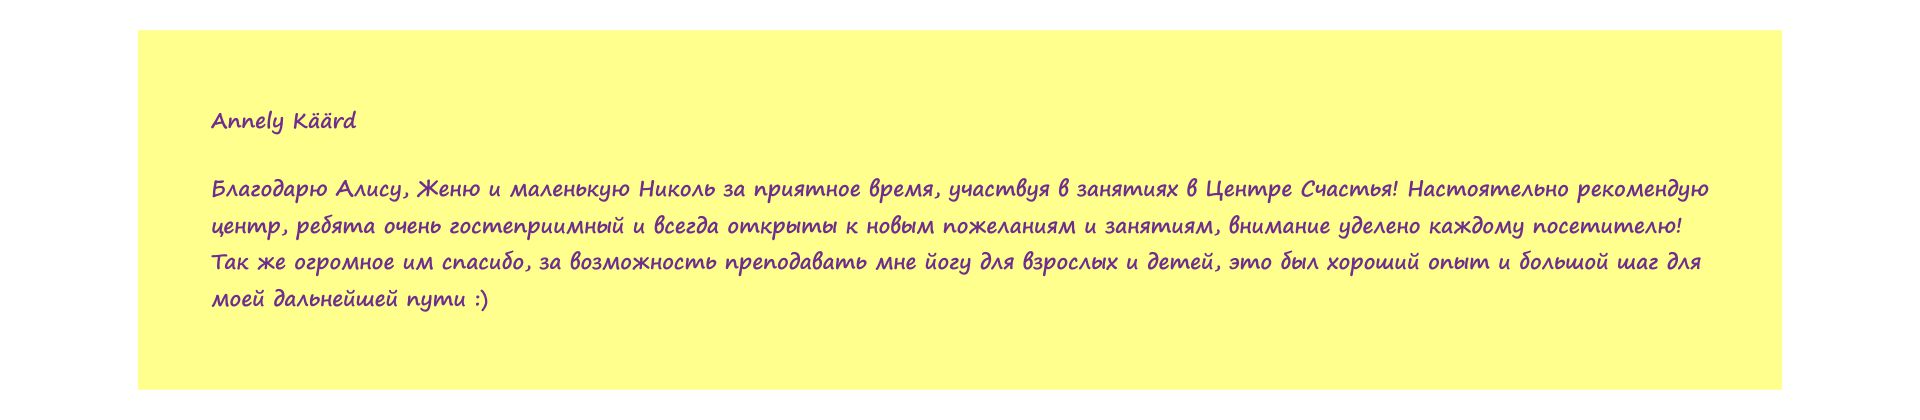 Annely Käärd
Благодарю Алису, Женю и маленькую Николь за приятное время, участвуя в занятиях в Центре Счастья! Настоятельно рекомендую
центр, ребята очень гостеприимный и всегда открыты к новым пожеланиям и занятиям, внимание уделено каждому посетителю!
Так же огромное им спасибо, за возможность преподавать мне йогу для взрослых и детей, это был хороший опыт и большой шаг для
моей дальнейшей пути :)